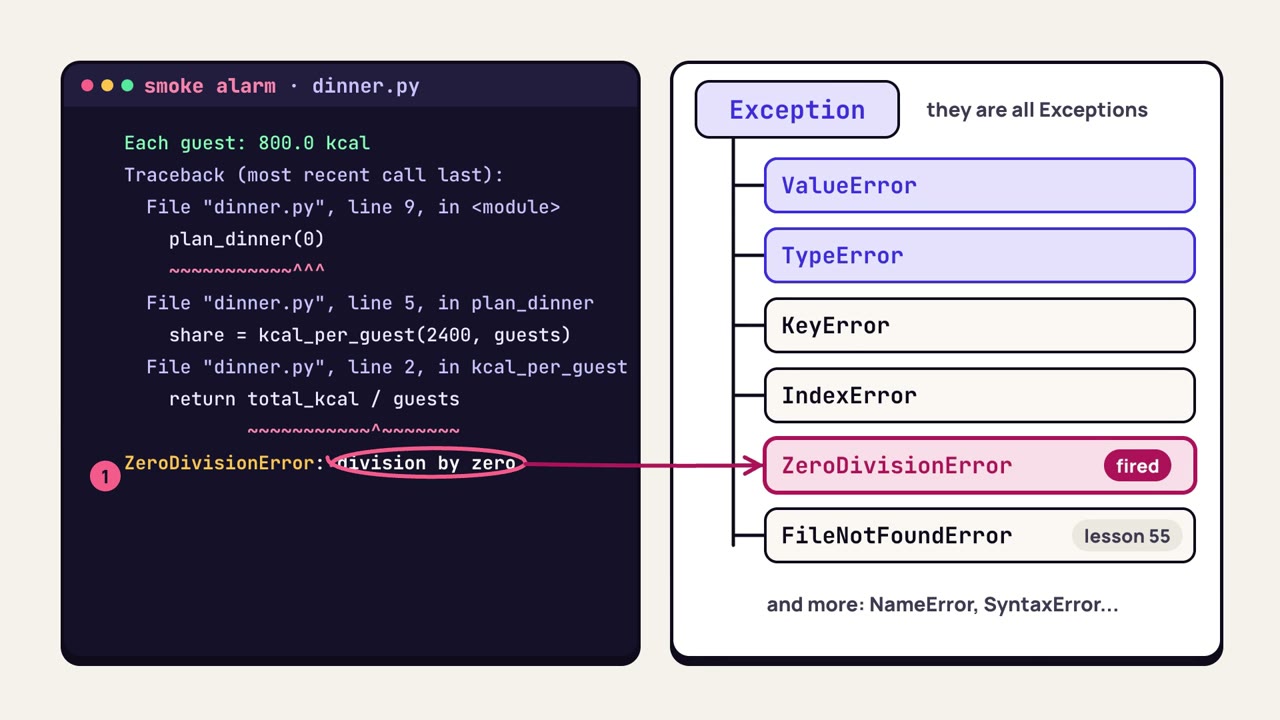 smoke alarm · dinner.py
Each guest: 800.0 kcal
Traceback (most recent call last):
File "dinner.py", line 9, in <module>
plan_dinner(0)
~~~~~~~~~~~^^^
File "dinner.py", line 5, in plan_dinner
share = kcal_per_guest(2400, guests)
File "dinner.py", line 2, in kcal_per_guest
return total_kcal / guests
~~~~~~~~~~~^~~~~~~~
1
ZeroDivisionError: division by zero
Exception
they are all Exceptions
ValueError
TypeError
KeyError
IndexError
ZeroDivisionError fired
FileNotFoundError lesson 55
and more: NameError, SyntaxError...